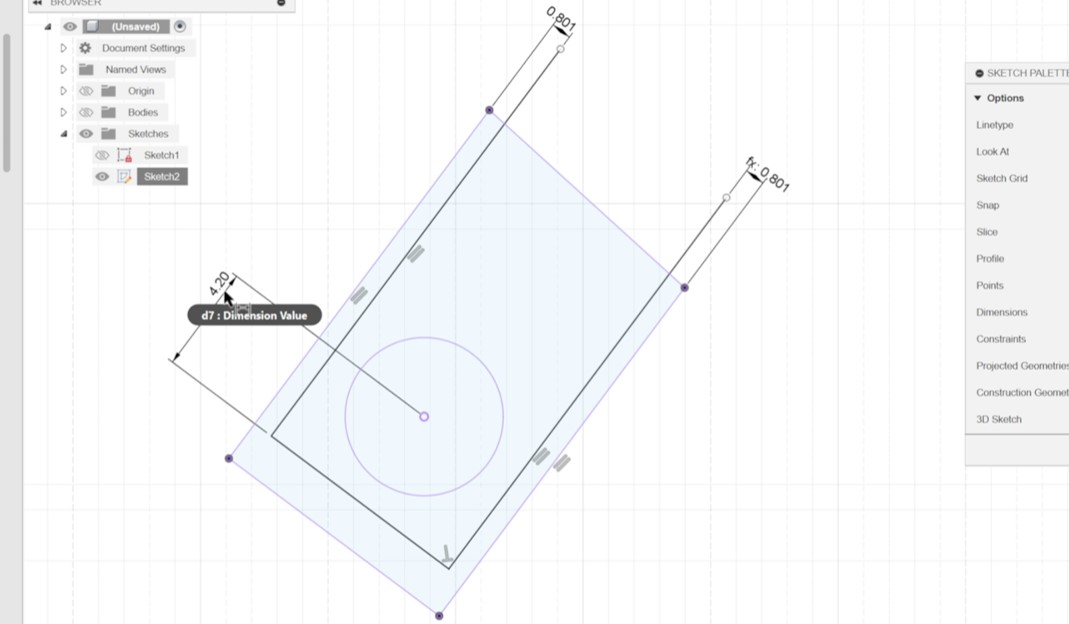 BROWSER
(Unsaved)
Document Settings
Named Views
Origin
Bodies
Sketches
Sketch1
Sketch2
0.801
fx: 0.801
4.20
d7 : Dimension Value
SKETCH PALETTE
Options
Linetype
Look At
Sketch Grid
Snap
Slice
Profile
Points
Dimensions
Constraints
Projected Geometries
Construction Geomet
3D Sketch